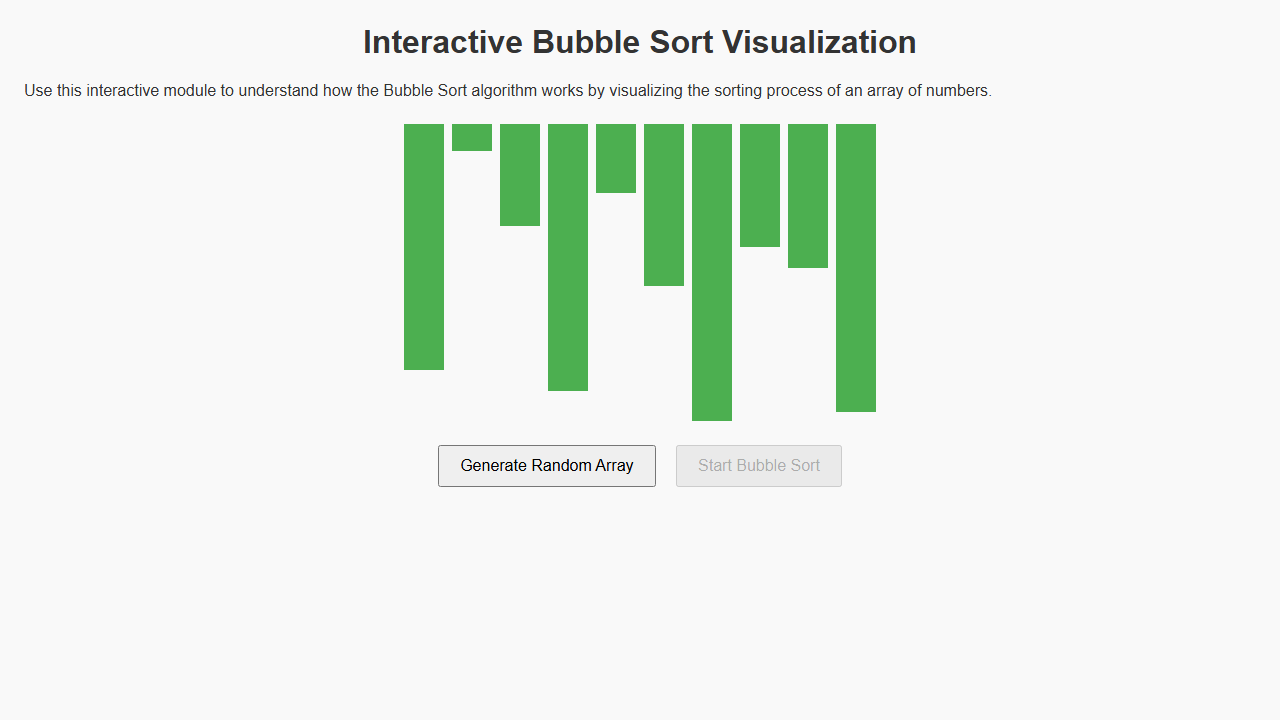 Interactive Bubble Sort Visualization
Use this interactive module to understand how the Bubble Sort algorithm works by visualizing the sorting process of an array of numbers.
Generate Random Array
Start Bubble Sort